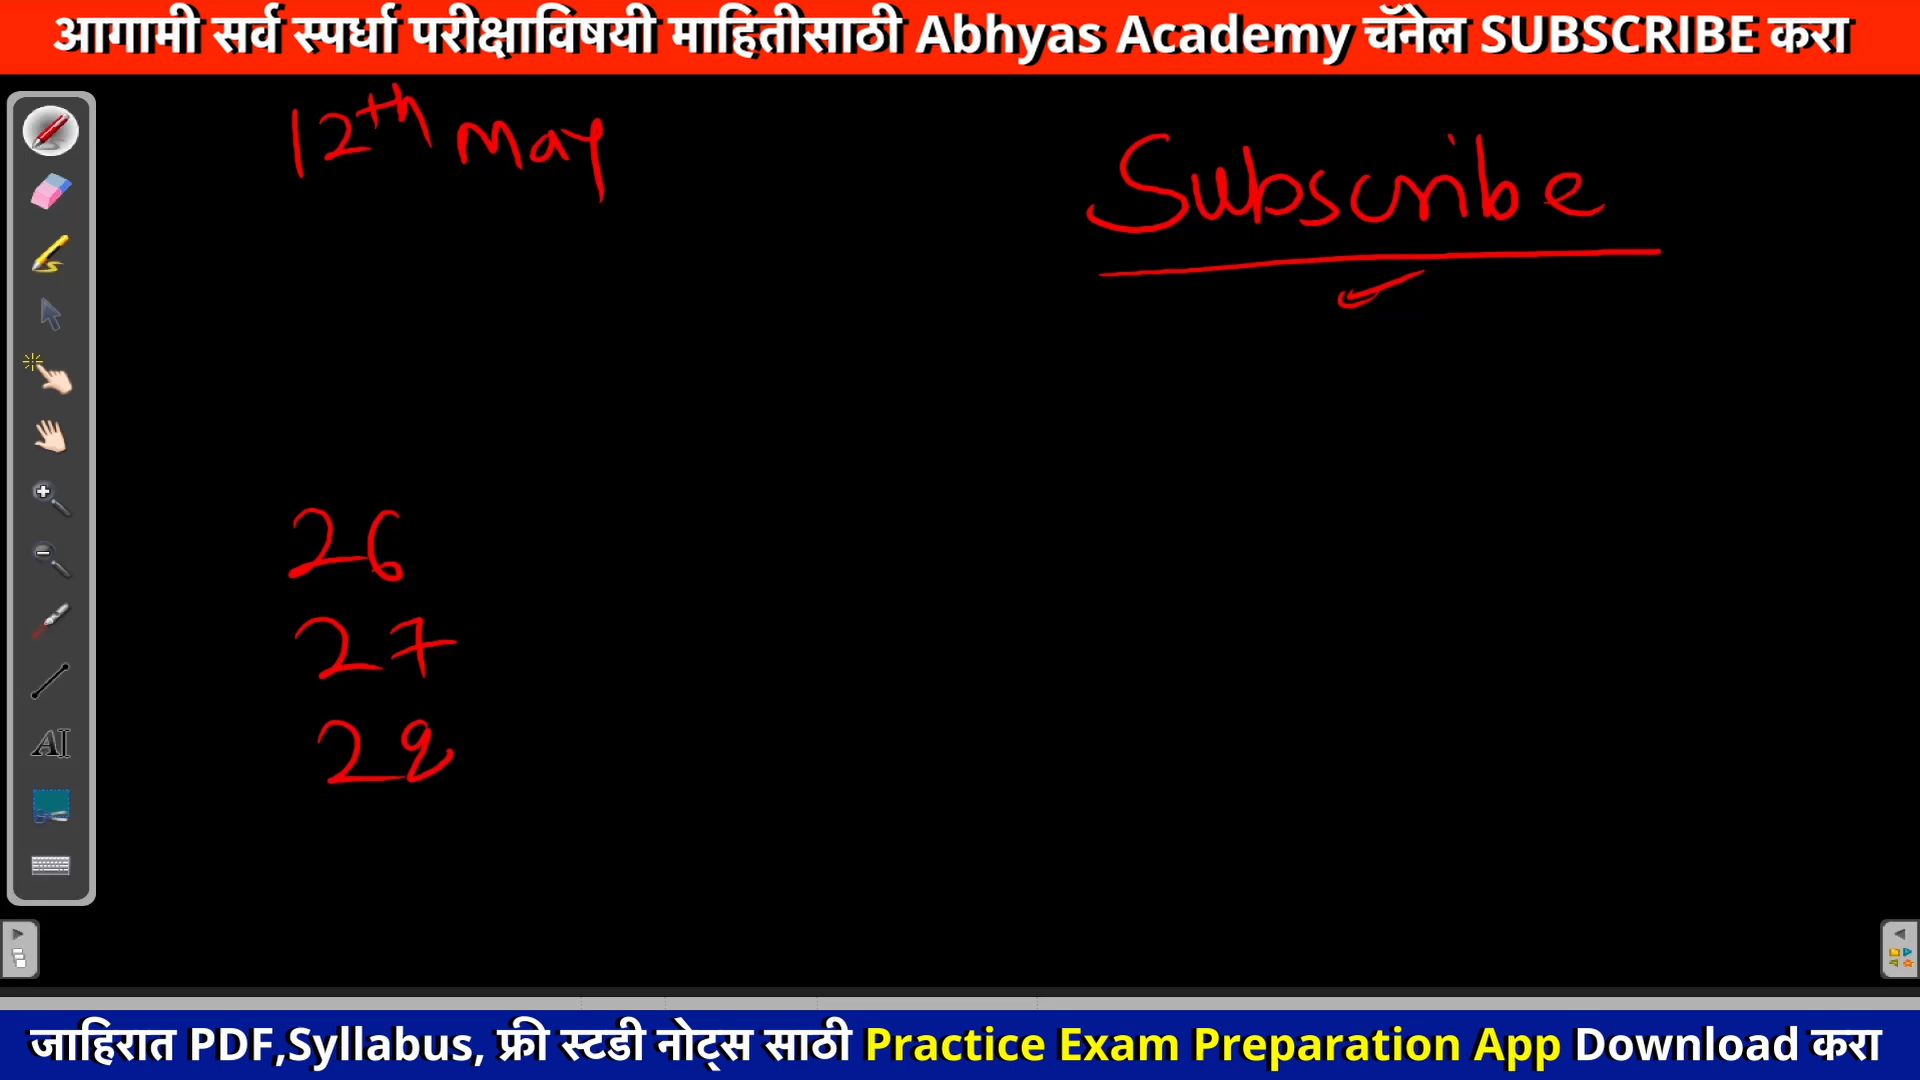 आगामी सर्व स्पर्धा परीक्षाविषयी माहितीसाठी Abhyas Academy चॅनेल SUBSCRIBE करा
12th May
Subscribe
26
27
28
जाहिरात PDF,Syllabus, फ्री स्टडी नोट्स साठी Practice Exam Preparation App Download करा